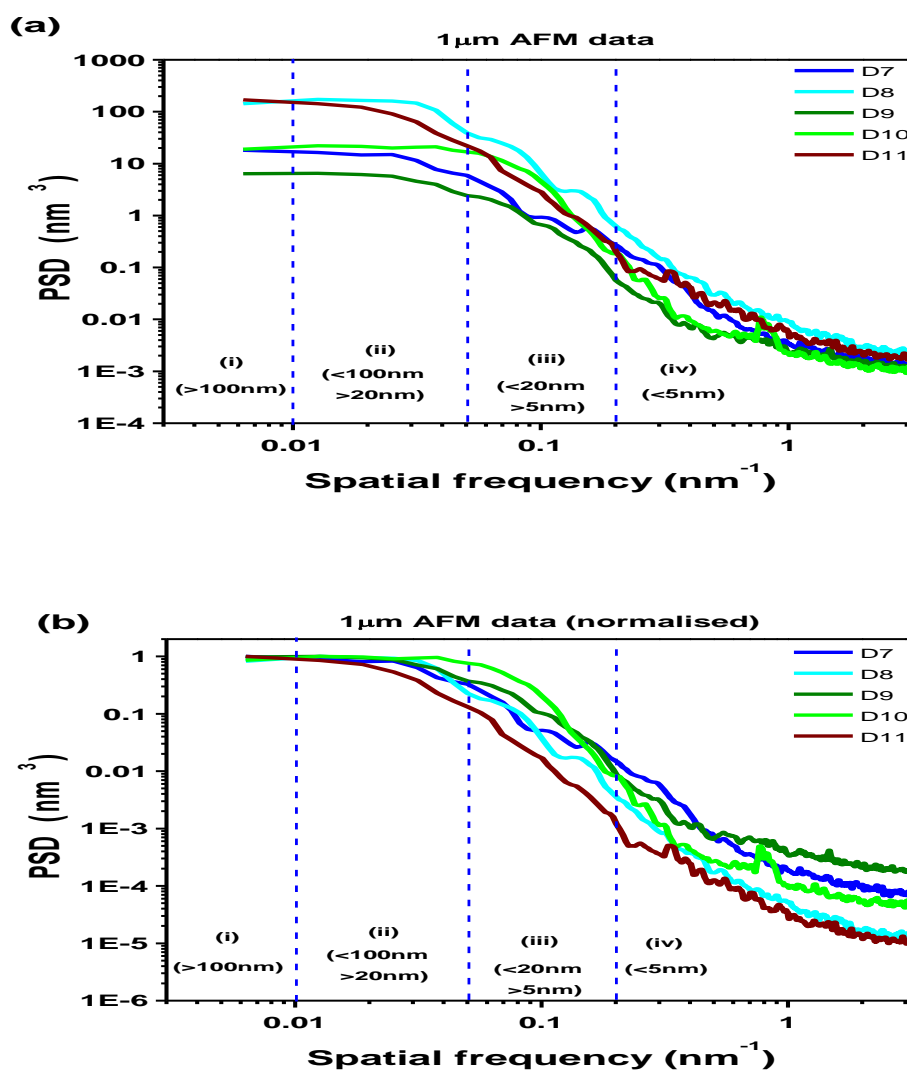 (a)
1μm AFM data
1000
100
10
1
0.1
0.01
1E-3
1E-4
PSD (nm³)
D7
D8
D9
D10
D11
(i)
(>100nm)
(ii)
(<100nm
>20nm)
(iii)
(<20nm
>5nm)
(iv)
(<5nm)
0.01
0.1
1
Spatial frequency (nm⁻¹)
(b)
1μm AFM data (normalised)
1
0.1
0.01
1E-3
1E-4
1E-5
1E-6
PSD (nm³)
D7
D8
D9
D10
D11
(i)
(>100nm)
(ii)
(<100nm
>20nm)
(iii)
(<20nm
>5nm)
(iv)
(<5nm)
0.01
0.1
1
Spatial frequency (nm⁻¹)